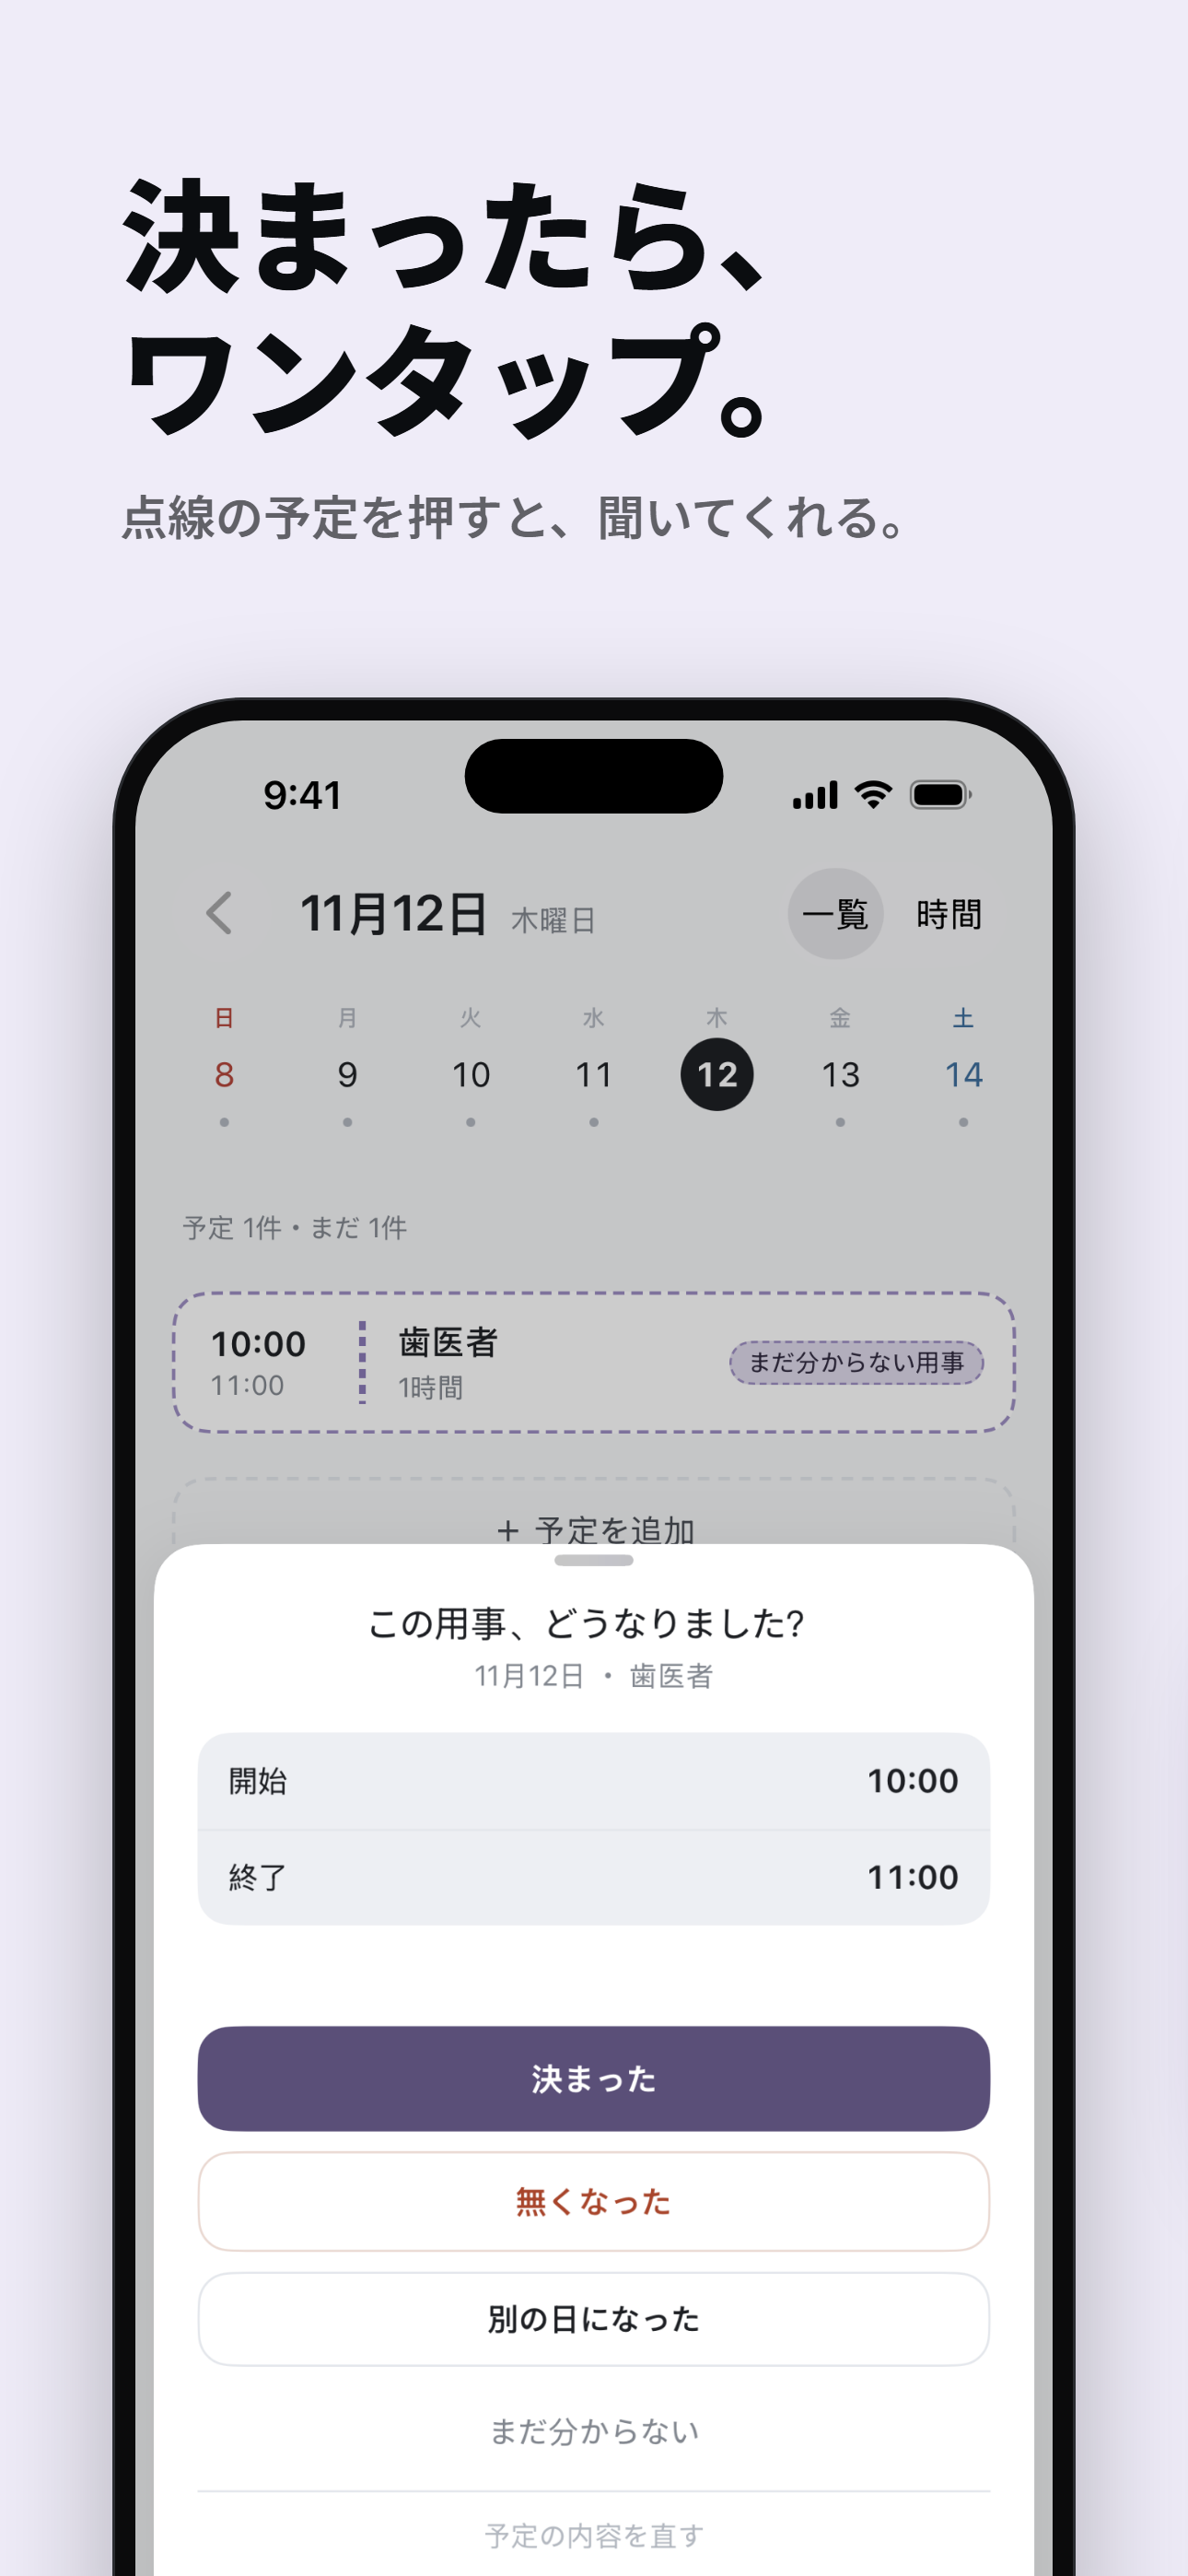 決まったら、
ワンタップ。
点線の予定を押すと、聞いてくれる。
9:41
11月12日 木曜日 一覧 時間
日 月 火 水 木 金 土
8 9 10 11 12 13 14
予定 1件・まだ 1件
10:00 歯医者 まだ分からない用事
11:00 1時間
+ 予定を追加
この用事、どうなりました?
11月12日 ・ 歯医者
開始 10:00
終了 11:00
決まった
無くなった
別の日になった
まだ分からない
予定の内容を直す